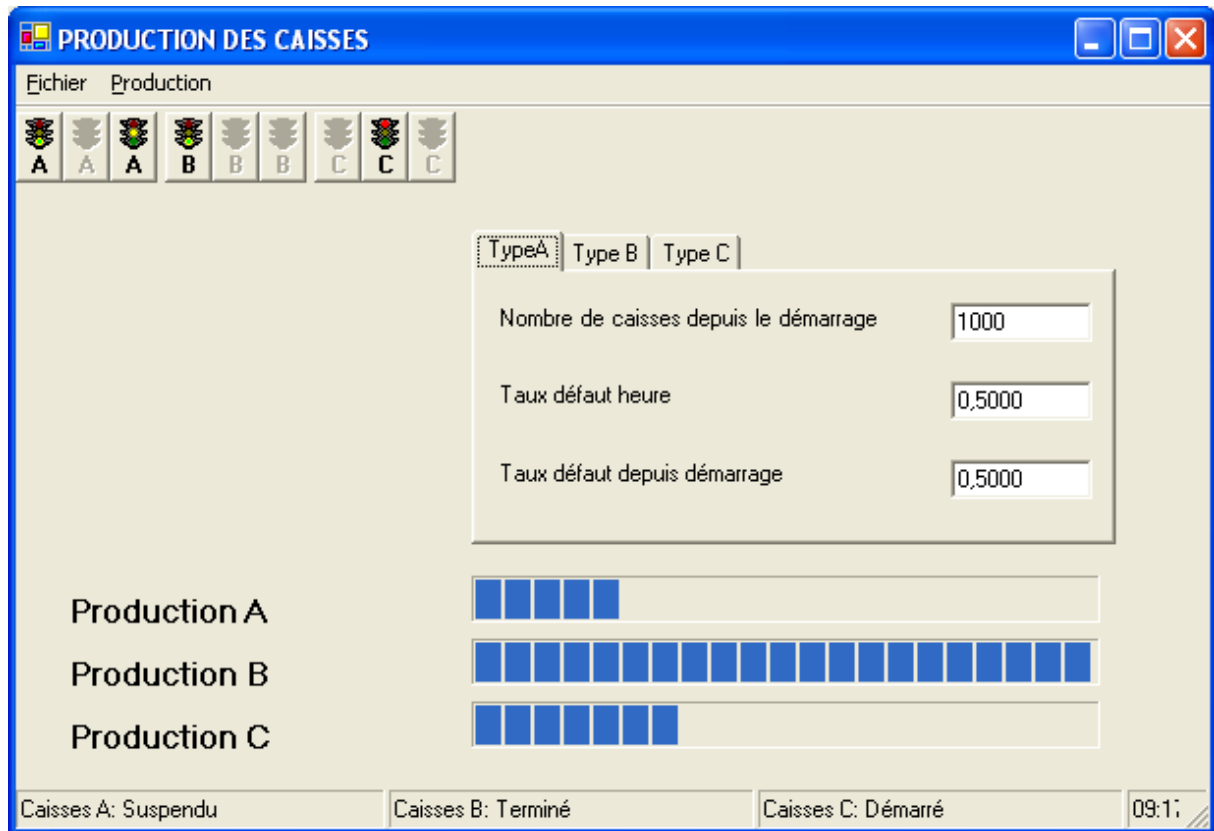 PRODUCTION DES CAISSES
Fichier Production
A A A B B B C C C
TypeA Type B Type C
Nombre de caisses depuis le démarrage 1000
Taux défaut heure 0,5000
Taux défaut depuis démarrage 0,5000
Production A
Production B
Production C
Caisses A: Suspendu Caisses B: Terminé Caisses C: Démarré